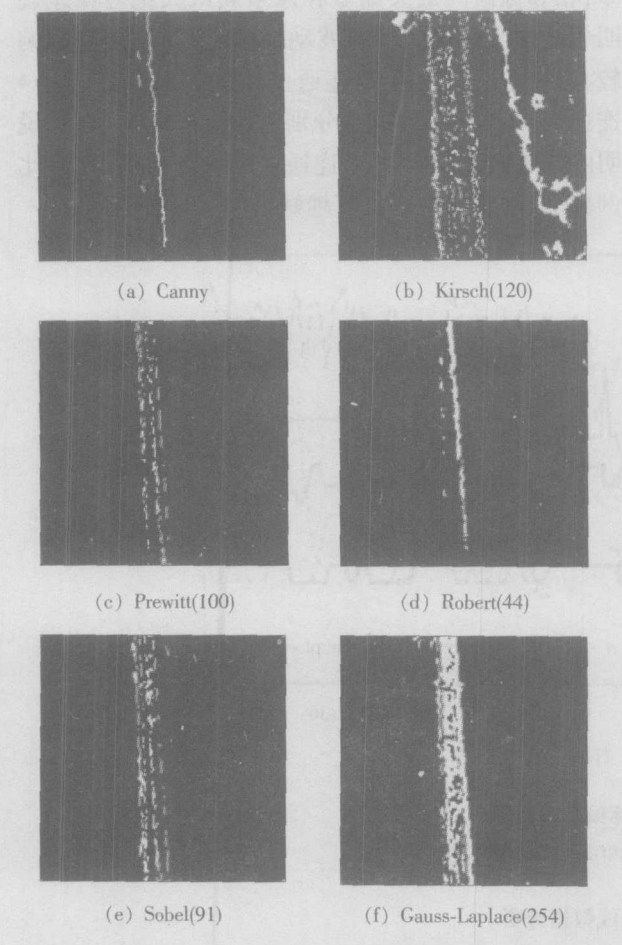 (a) Canny
(b) Kirsch(120)
(c) Prewitt(100)
(d) Robert(44)
(e) Sobel(91)
(f) Gauss-Laplace(254)